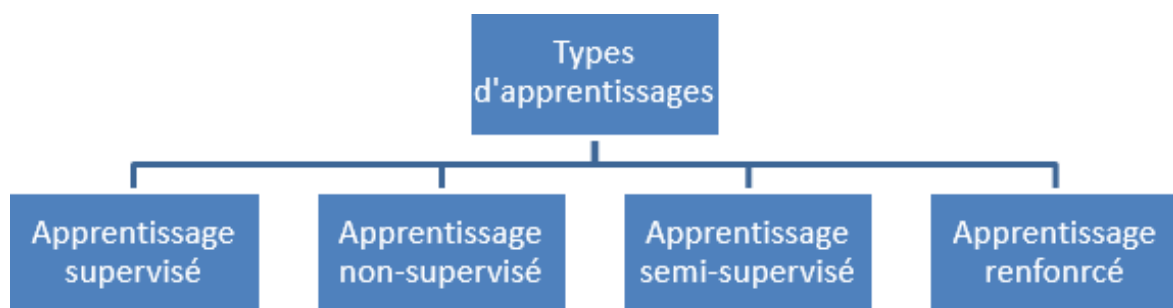 Types
d'apprentissages
Apprentissage
supervisé
Apprentissage
non-supervisé
Apprentissage
semi-supervisé
Apprentissage
renfonrcé